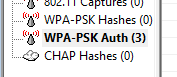 802.11 Captures (0)
WPA-PSK Hashes (0)
WPA-PSK Auth (3)
CHAP Hashes (0)